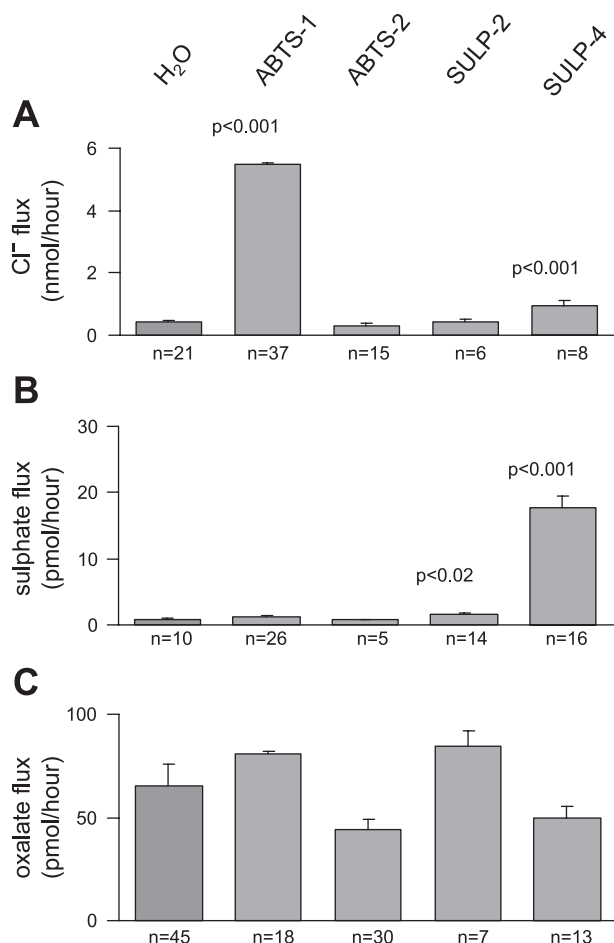 H₂O ABTS-1 ABTS-2 SULP-2 SULP-4
A
p<0.001
p<0.001
Cl⁻ flux
(nmol/hour)
6
4
2
0
n=21 n=37 n=15 n=6 n=8
B
p<0.001
p<0.02
sulphate flux
(pmol/hour)
30
20
10
0
n=10 n=26 n=5 n=14 n=16
C
oxalate flux
(pmol/hour)
100
50
0
n=45 n=18 n=30 n=7 n=13